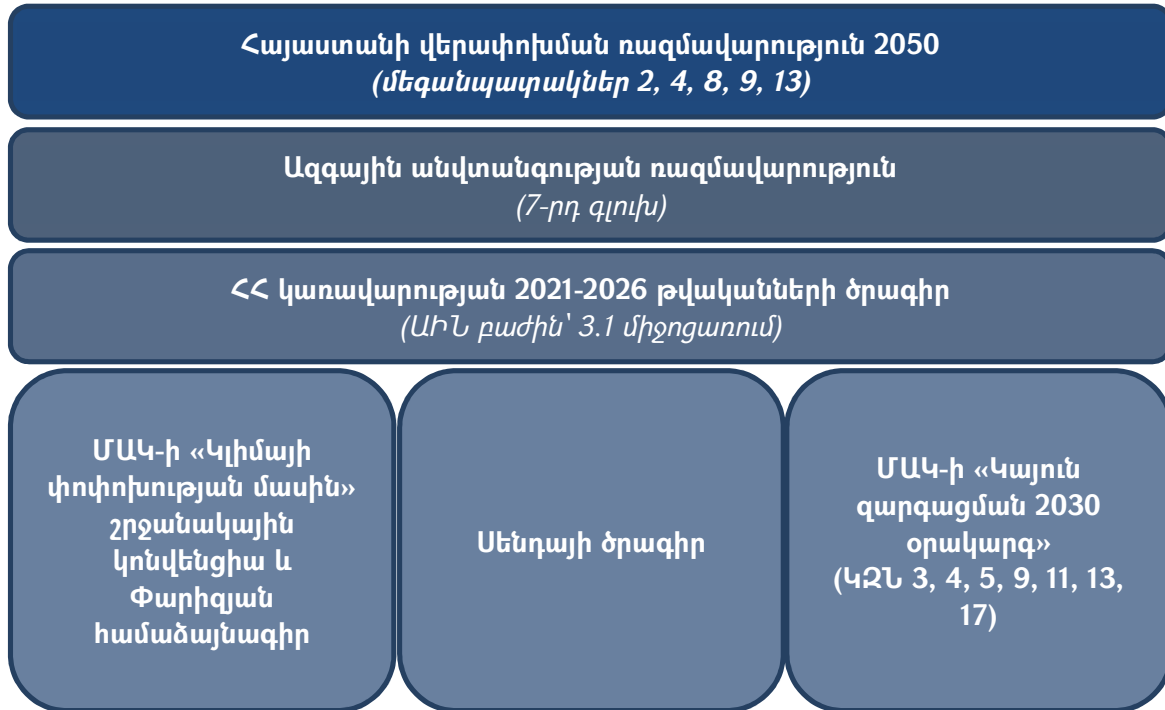 Հայաստանի վերափոխման ռազմավարություն 2050
(մեգանպատակներ 2, 4, 8, 9, 13)
Ազգային անվտանգության ռազմավարություն
(7-րդ գլուխ)
ՀՀ կառավարության 2021-2026 թվականների ծրագիր
(ԱԻՆ բաժին՝ 3.1 միջոցառում)
ՄԱԿ-ի «Կլիմայի
փոփոխության մասին»
շրջանակային
կոնվենցիա և
Փարիզյան
համաձայնագիր
Սենդայի ծրագիր
ՄԱԿ-ի «Կայուն
զարգացման 2030
օրակարգ»
(ԿԶՆ 3, 4, 5, 9, 11, 13,
17)